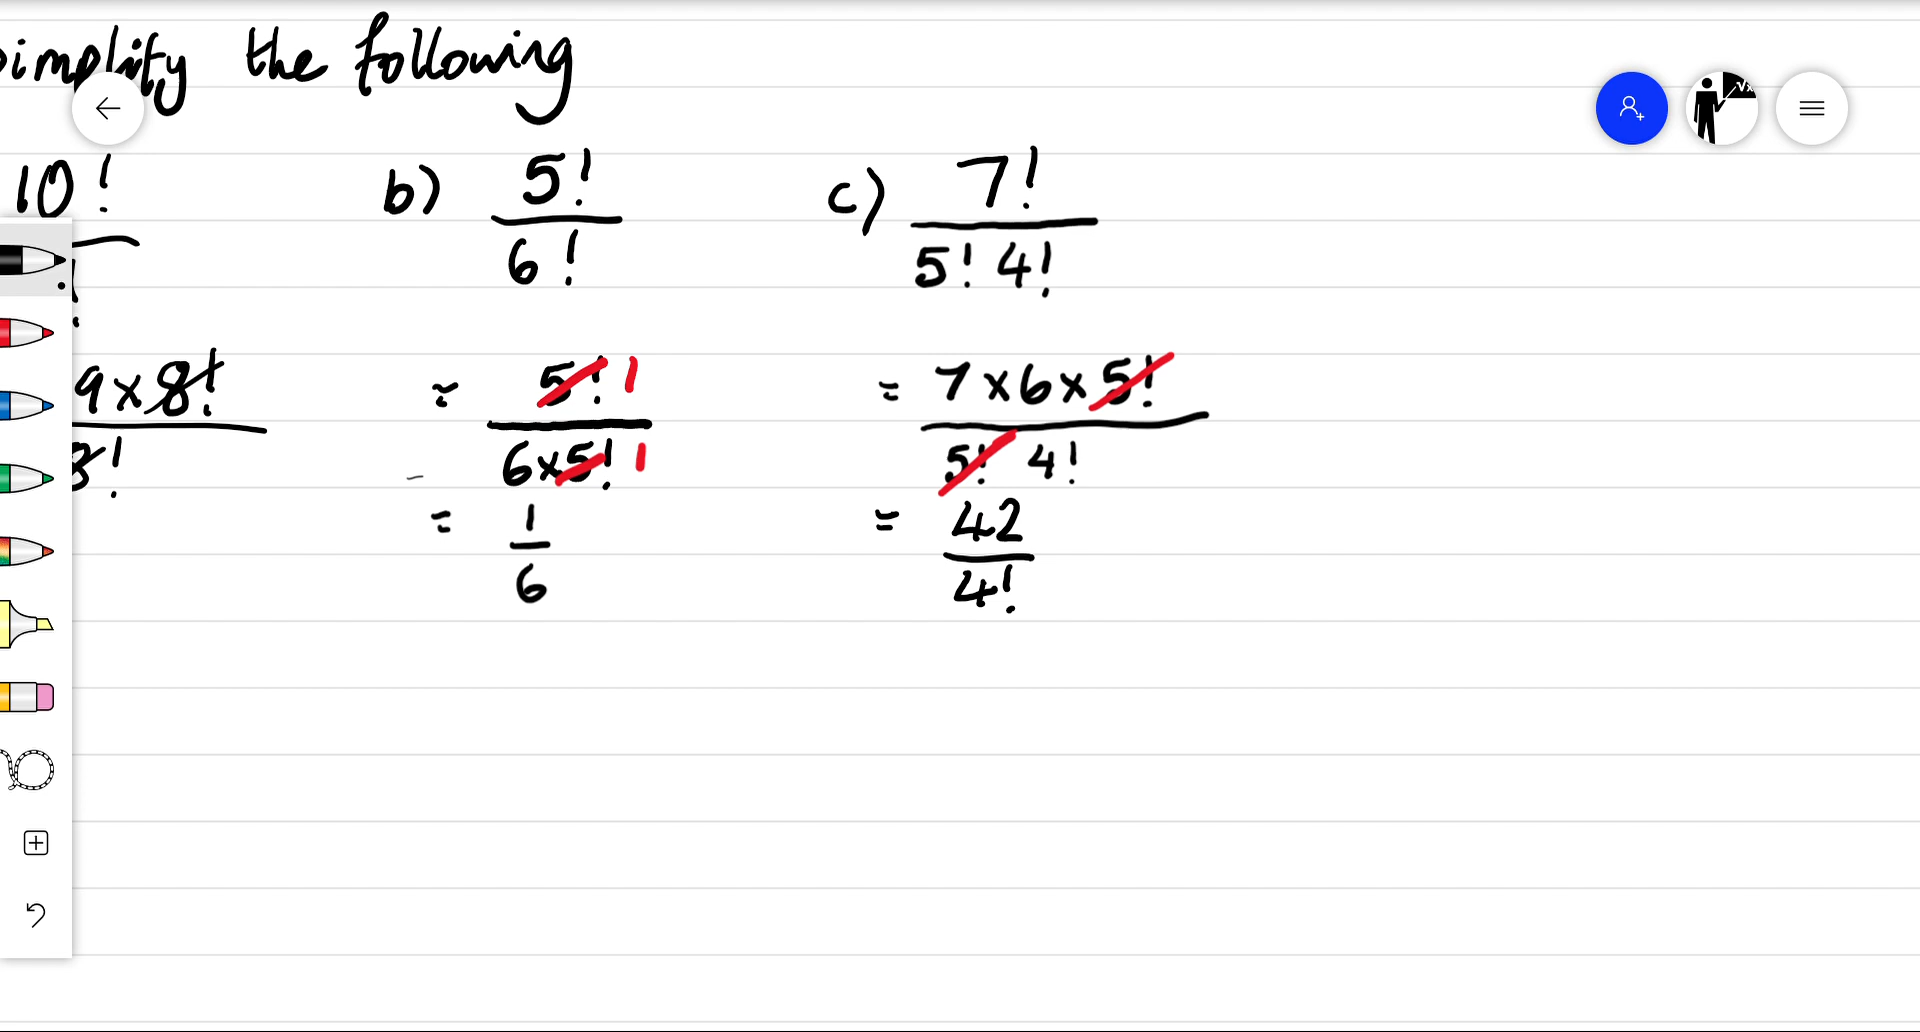 simplify the following
10!
b) 5!
6!
c) 7!
5! 4!
9 x 8!
8!
= 5! 1
6 x 5! 1
= 1
6
= 7 x 6 x 5!
5! 4!
= 42
4!